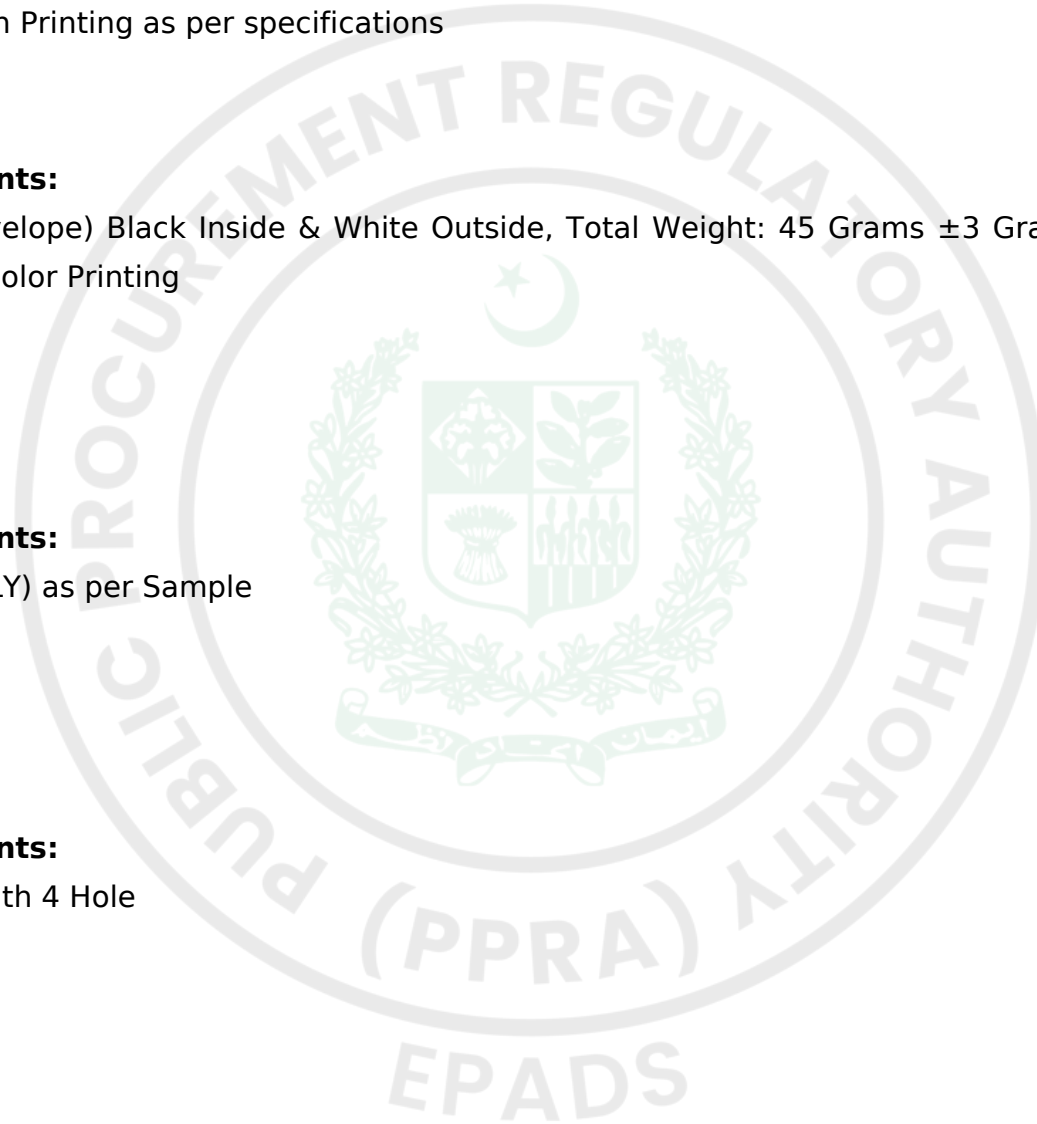 n Printing as per specifications
nts:
velope) Black Inside & White Outside, Total Weight: 45 Grams ±3 Gra
olor Printing
nts:
LY) as per Sample
nts:
th 4 Hole
PUBLIC PROCUREMENT REGULATORY AUTHORITY
(PPRA)
EPADS